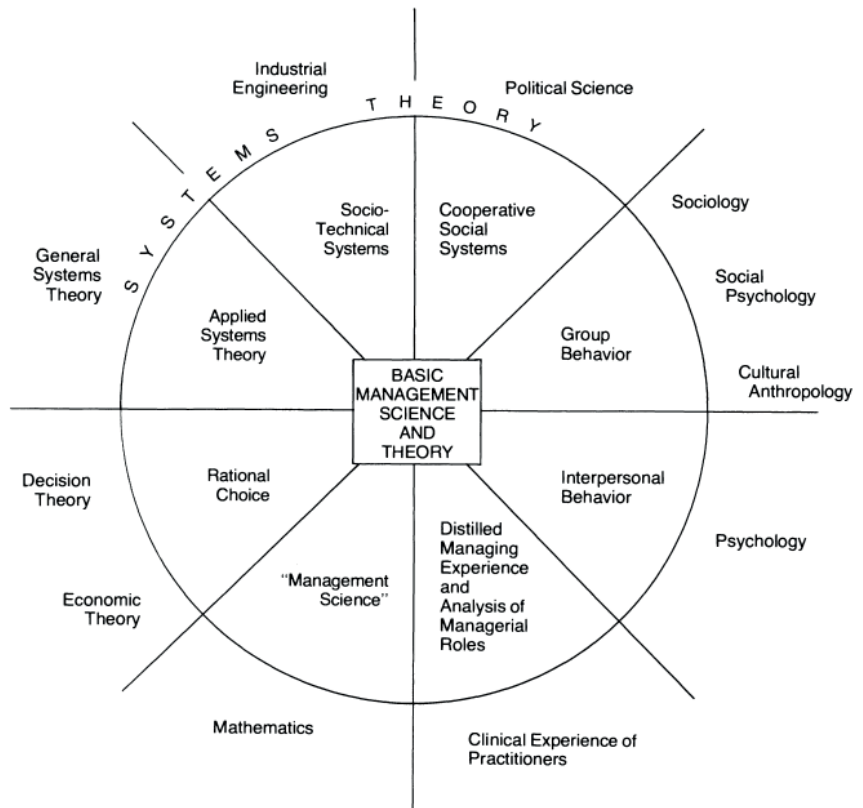 Industrial
Engineering
Political Science
SYSTEMS THEORY
Socio-
Technical
Systems
Cooperative
Social
Systems
Sociology
General
Systems
Theory
Social
Psychology
Applied
Systems
Theory
Group
Behavior
Cultural
Anthropology
BASIC
MANAGEMENT
SCIENCE
AND
THEORY
Decision
Theory
Rational
Choice
Interpersonal
Behavior
Psychology
Distilled
Managing
Experience
and
Analysis of
Managerial
Roles
"Management
Science"
Economic
Theory
Mathematics
Clinical Experience of
Practitioners